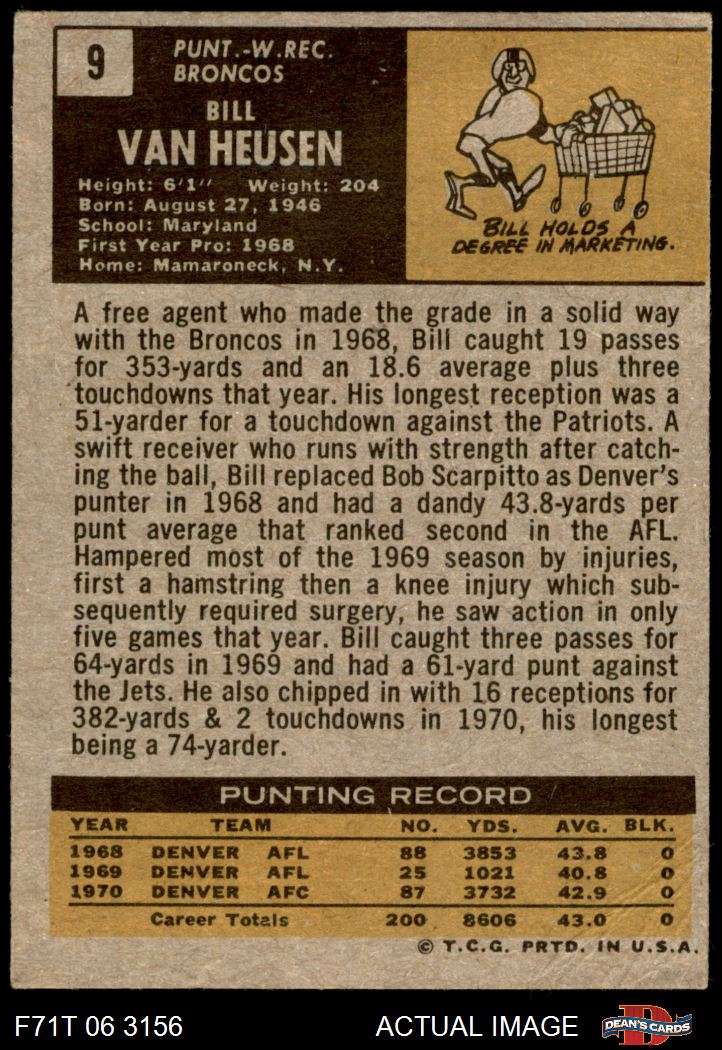 9
PUNT.-W.REC.
BRONCOS
BILL
VAN HEUSEN
Height: 6'1" Weight: 204
Born: August 27, 1946
School: Maryland
First Year Pro: 1968
Home: Mamaroneck, N.Y.
BILL HOLDS A
DEGREE IN MARKETING.
A free agent who made the grade in a solid way
with the Broncos in 1968, Bill caught 19 passes
for 353-yards and an 18.6 average plus three
touchdowns that year. His longest reception was a
51-yarder for a touchdown against the Patriots. A
swift receiver who runs with strength after catch-
ing the ball, Bill replaced Bob Scarpitto as Denver's
punter in 1968 and had a dandy 43.8-yards per
punt average that ranked second in the AFL.
Hampered most of the 1969 season by injuries,
first a hamstring then a knee injury which sub-
sequently required surgery, he saw action in only
five games that year. Bill caught three passes for
64-yards in 1969 and had a 61-yard punt against
the Jets. He also chipped in with 16 receptions for
382-yards & 2 touchdowns in 1970, his longest
being a 74-yarder.
PUNTING RECORD
YEAR TEAM NO. YDS. AVG. BLK.
1968 DENVER AFL 88 3853 43.8 0
1969 DENVER AFL 25 1021 40.8 0
1970 DENVER AFC 87 3732 42.9 0
Career Totals 200 8606 43.0 0
© T.C.G. PRTD. IN U.S.A.
F71T 06 3156 ACTUAL IMAGE D DEAN'S CARDS